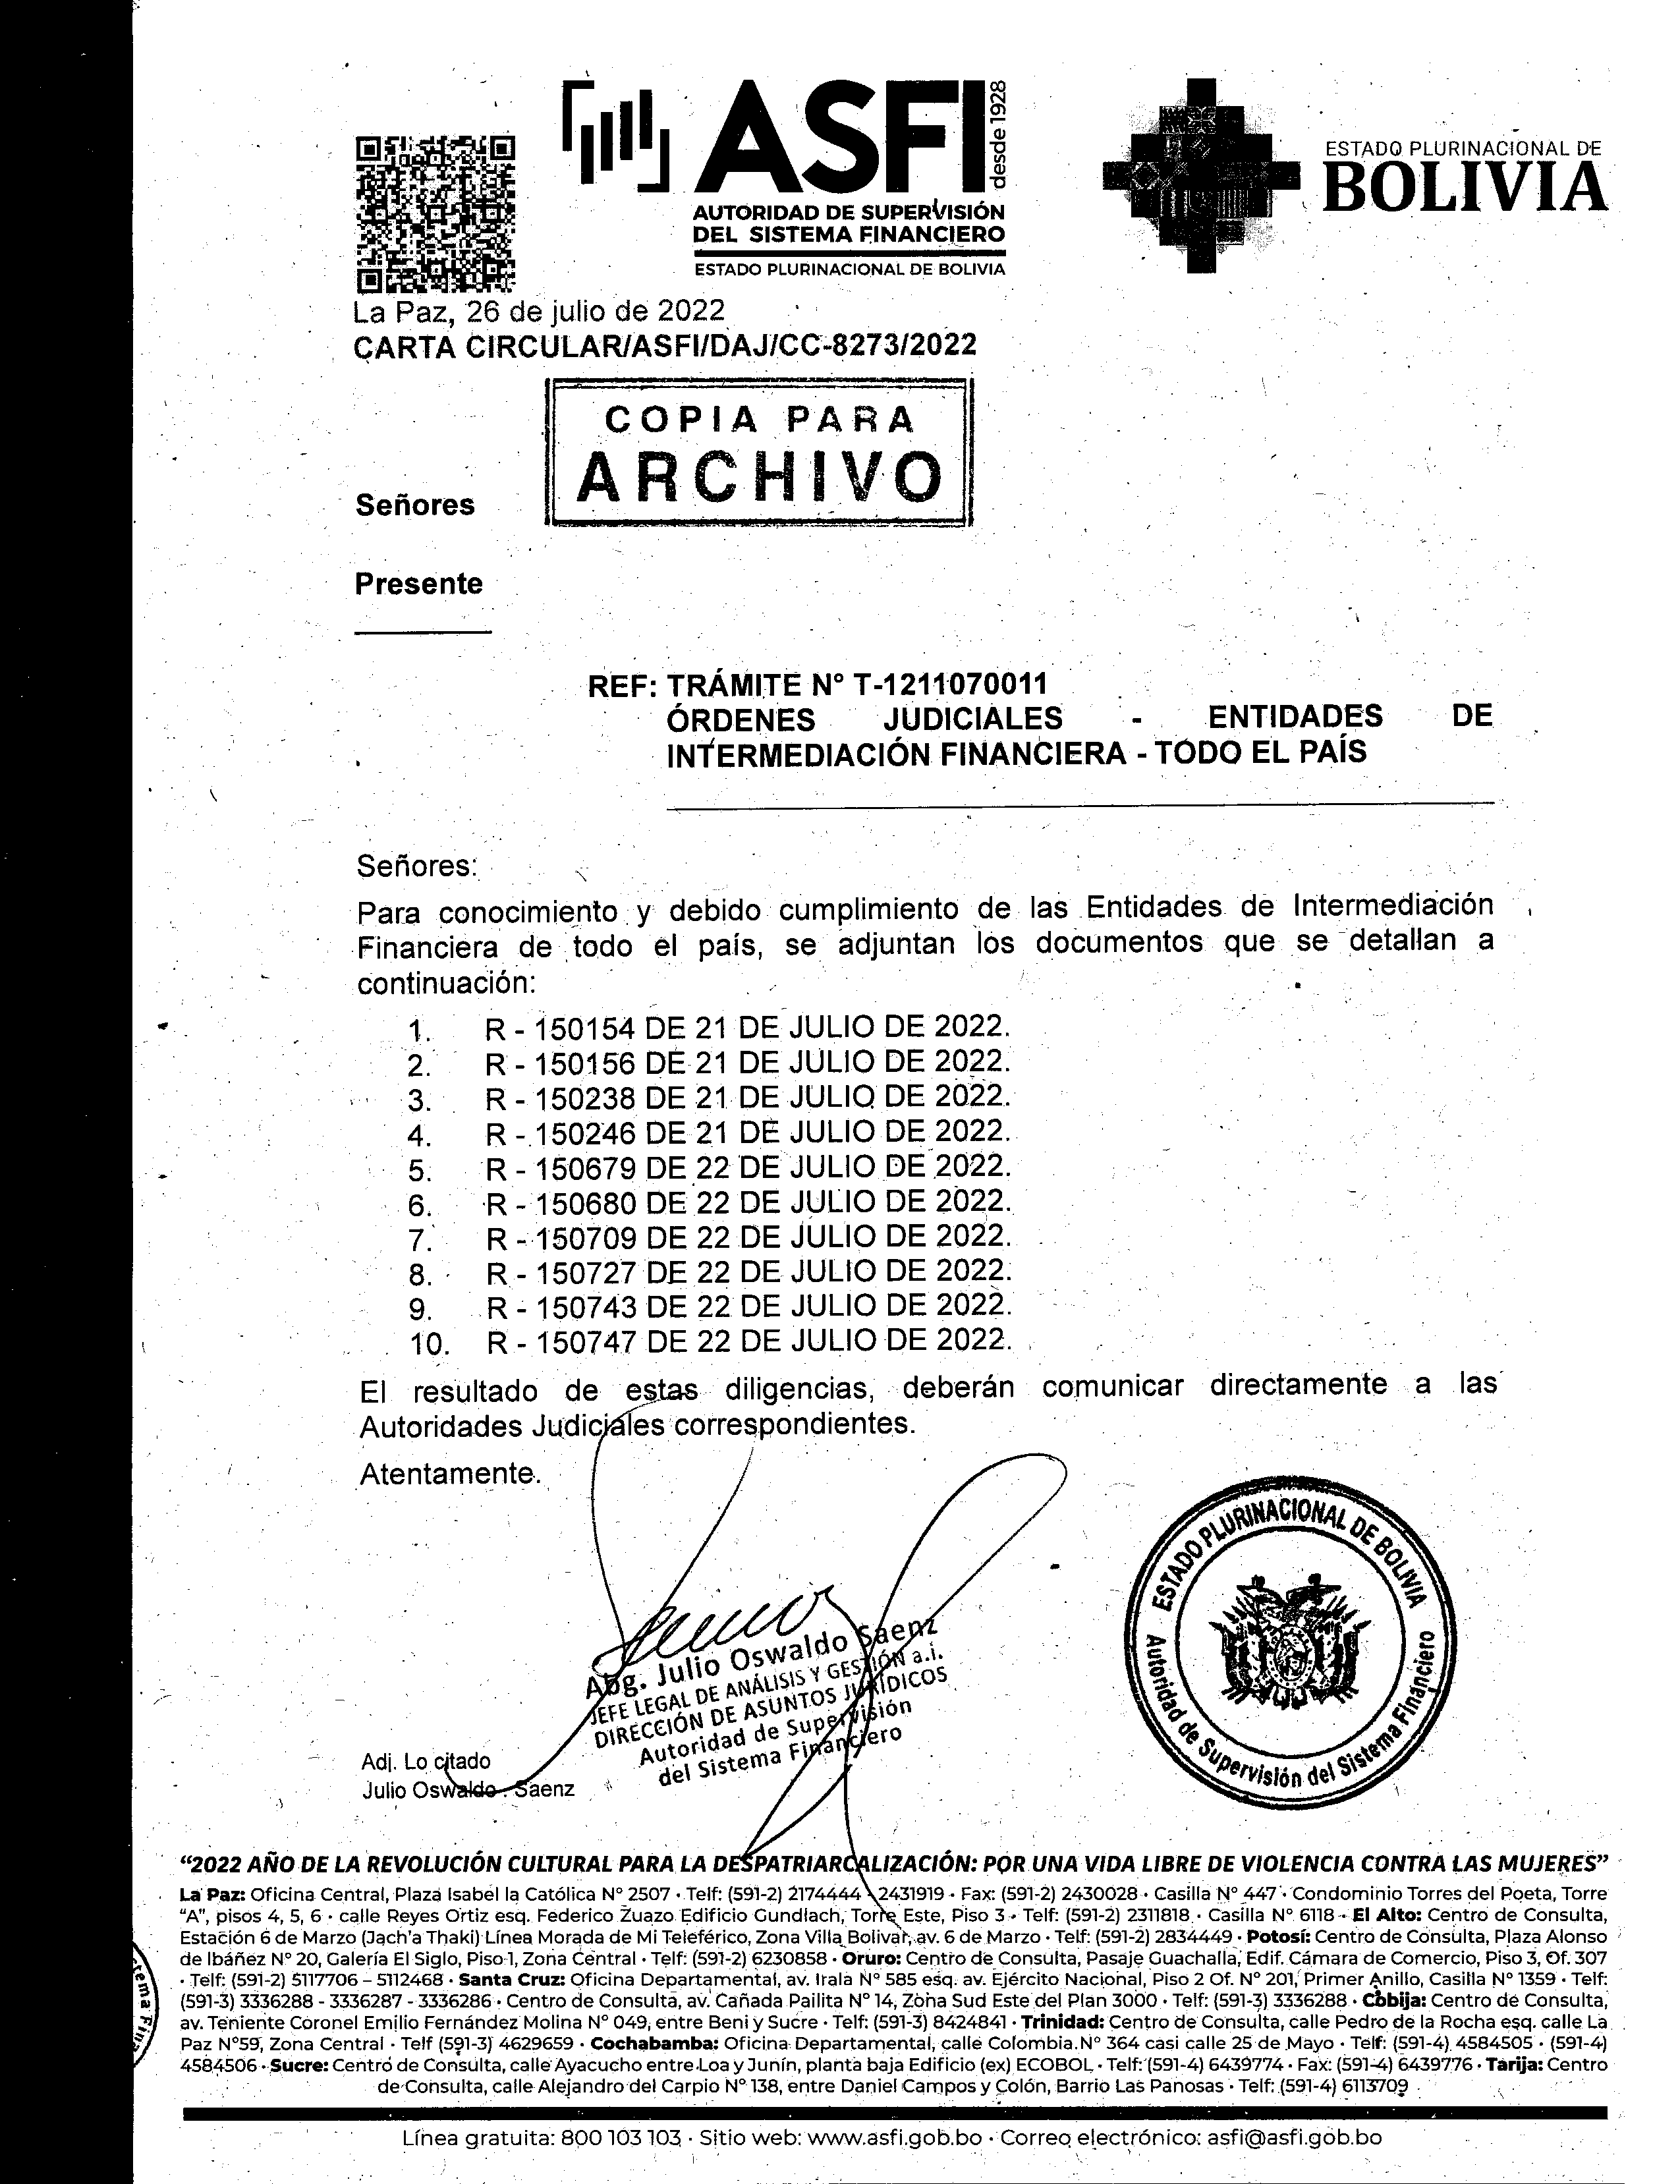 ASFI
desde 1928
AUTORIDAD DE SUPERVISIÓN
DEL SISTEMA FINANCIERO
ESTADO PLURINACIONAL DE BOLIVIA
ESTADO PLURINACIONAL DE
BOLIVIA
La Paz, 26 de julio de 2022
CARTA CIRCULAR/ASFI/DAJ/CC-8273/2022
COPIA PARA
ARCHIVO
Señores
Presente
REF: TRÁMITE N° T-1211070011
ÓRDENES JUDICIALES - ENTIDADES DE
INTERMEDIACIÓN FINANCIERA - TODO EL PAÍS
Señores:
Para conocimiento y debido cumplimiento de las Entidades de Intermediación
Financiera de todo el país, se adjuntan los documentos que se detallan a
continuación:
1. R - 150154 DE 21 DE JULIO DE 2022.
2. R - 150156 DE 21 DE JULIO DE 2022.
3. R - 150238 DE 21 DE JULIO DE 2022.
4. R - 150246 DE 21 DE JULIO DE 2022.
5. R - 150679 DE 22 DE JULIO DE 2022.
6. R - 150680 DE 22 DE JULIO DE 2022.
7. R - 150709 DE 22 DE JULIO DE 2022.
8. R - 150727 DE 22 DE JULIO DE 2022.
9. R - 150743 DE 22 DE JULIO DE 2022.
10. R - 150747 DE 22 DE JULIO DE 2022.
El resultado de estas diligencias, deberán comunicar directamente a las
Autoridades Judiciales correspondientes.
Atentamente.
Abg. Julio Oswaldo Saenz
JEFE LEGAL DE ANÁLISIS Y GESTIÓN a.i.
DIRECCIÓN DE ASUNTOS JURÍDICOS
Autoridad de Supervisión
del Sistema Financiero
ESTADO PLURINACIONAL DE BOLIVIA
Autoridad de Supervisión del Sistema Financiero
Adj. Lo citado
Julio Oswaldo . Saenz
"2022 AÑO DE LA REVOLUCIÓN CULTURAL PARA LA DESPATRIARCALIZACIÓN: POR UNA VIDA LIBRE DE VIOLENCIA CONTRA LAS MUJERES"
La Paz: Oficina Central, Plaza Isabel la Católica N° 2507 · Telf: (591-2) 2174444 - 2431919 · Fax: (591-2) 2430028 · Casilla N° 447 · Condominio Torres del Poeta, Torre
"A", pisos 4, 5, 6 · calle Reyes Ortiz esq. Federico Zuazo Edificio Gundlach, Torre Este, Piso 3 · Telf: (591-2) 2311818 · Casilla N° 6118 · El Alto: Centro de Consulta,
Estación 6 de Marzo (Jach'a Thaki) Línea Morada de Mi Teleférico, Zona Villa Bolivar, av. 6 de Marzo · Telf: (591-2) 2834449 · Potosí: Centro de Consulta, Plaza Alonso
de Ibáñez N° 20, Galería El Siglo, Piso 1, Zona Central · Telf: (591-2) 6230858 · Oruro: Centro de Consulta, Pasaje Guachalla, Edif. Cámara de Comercio, Piso 3, Of. 307
· Telf: (591-2) 5117706 – 5112468 · Santa Cruz: Oficina Departamental, av. Irala N° 585 esq. av. Ejército Nacional, Piso 2 Of. N° 201, Primer Anillo, Casilla N° 1359 · Telf:
(591-3) 3336288 - 3336287 - 3336286 · Centro de Consulta, av. Cañada Pailita N° 14, Zona Sud Este del Plan 3000 · Telf: (591-3) 3336288 · Cobija: Centro de Consulta,
av. Teniente Coronel Emilio Fernández Molina N° 049, entre Beni y Sucre · Telf: (591-3) 8424841 · Trinidad: Centro de Consulta, calle Pedro de la Rocha esq. calle La
Paz N°59, Zona Central · Telf (591-3) 4629659 · Cochabamba: Oficina Departamental, calle Colombia N° 364 casi calle 25 de Mayo · Telf: (591-4) 4584505 · (591-4)
4584506 · Sucre: Centro de Consulta, calle Ayacucho entre Loa y Junín, planta baja Edificio (ex) ECOBOL · Telf: (591-4) 6439774 · Fax: (591-4) 6439776 · Tarija: Centro
de Consulta, calle Alejandro del Carpio N° 138, entre Daniel Campos y Colón, Barrio Las Panosas · Telf: (591-4) 6113709
Línea gratuita: 800 103 103 · Sitio web: www.asfi.gob.bo · Correo electrónico: asfi@asfi.gob.bo